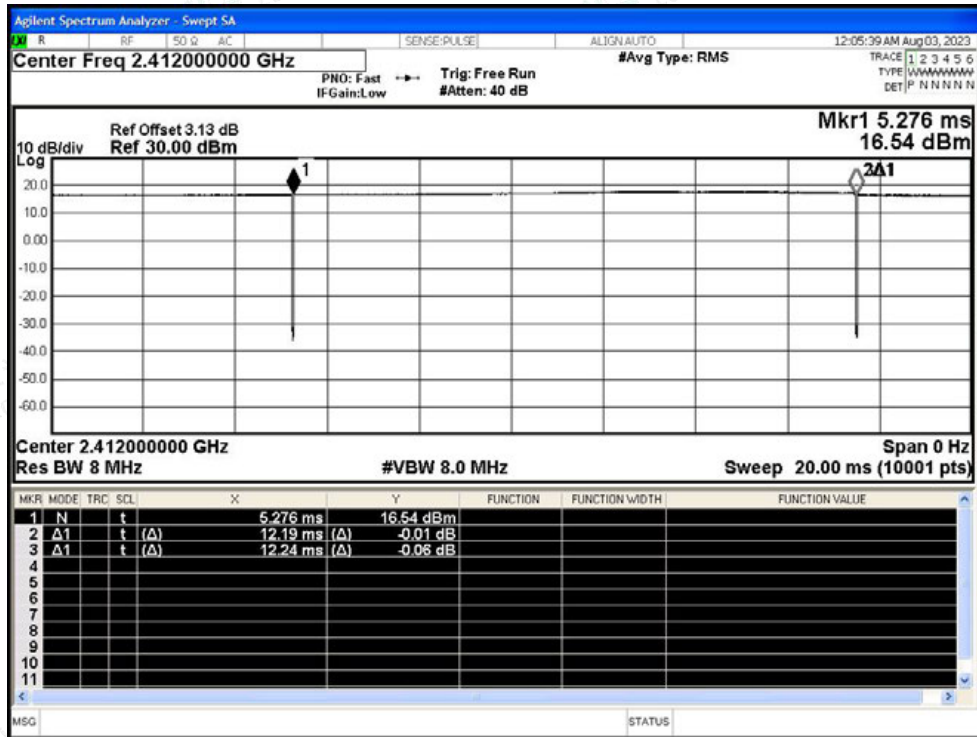 Agilent Spectrum Analyzer - Swept SA
R RF 50 Ω AC SENSE:PULSE ALIGN AUTO 12:05:39 AM Aug 03, 2023
Center Freq 2.412000000 GHz #Avg Type: RMS TRACE 1 2 3 4 5 6
PNO: Fast Trig: Free Run TYPE WWWWWW
IFGain:Low #Atten: 40 dB DET P N N N N N
Mkr1 5.276 ms
Ref Offset 3.13 dB
10 dB/div Ref 30.00 dBm 16.54 dBm
Log
1 2Δ1
20.0
10.0
0.00
-10.0
-20.0
-30.0
-40.0
-50.0
-60.0
Center 2.412000000 GHz Span 0 Hz
Res BW 8 MHz #VBW 8.0 MHz Sweep 20.00 ms (10001 pts)
MKR MODE TRC SCL X Y FUNCTION FUNCTION WIDTH FUNCTION VALUE
1 N t 5.276 ms 16.54 dBm
2 Δ1 t (Δ) 12.19 ms (Δ) -0.01 dB
3 Δ1 t (Δ) 12.24 ms (Δ) -0.06 dB
4
5
6
7
8
9
10
11
MSG STATUS